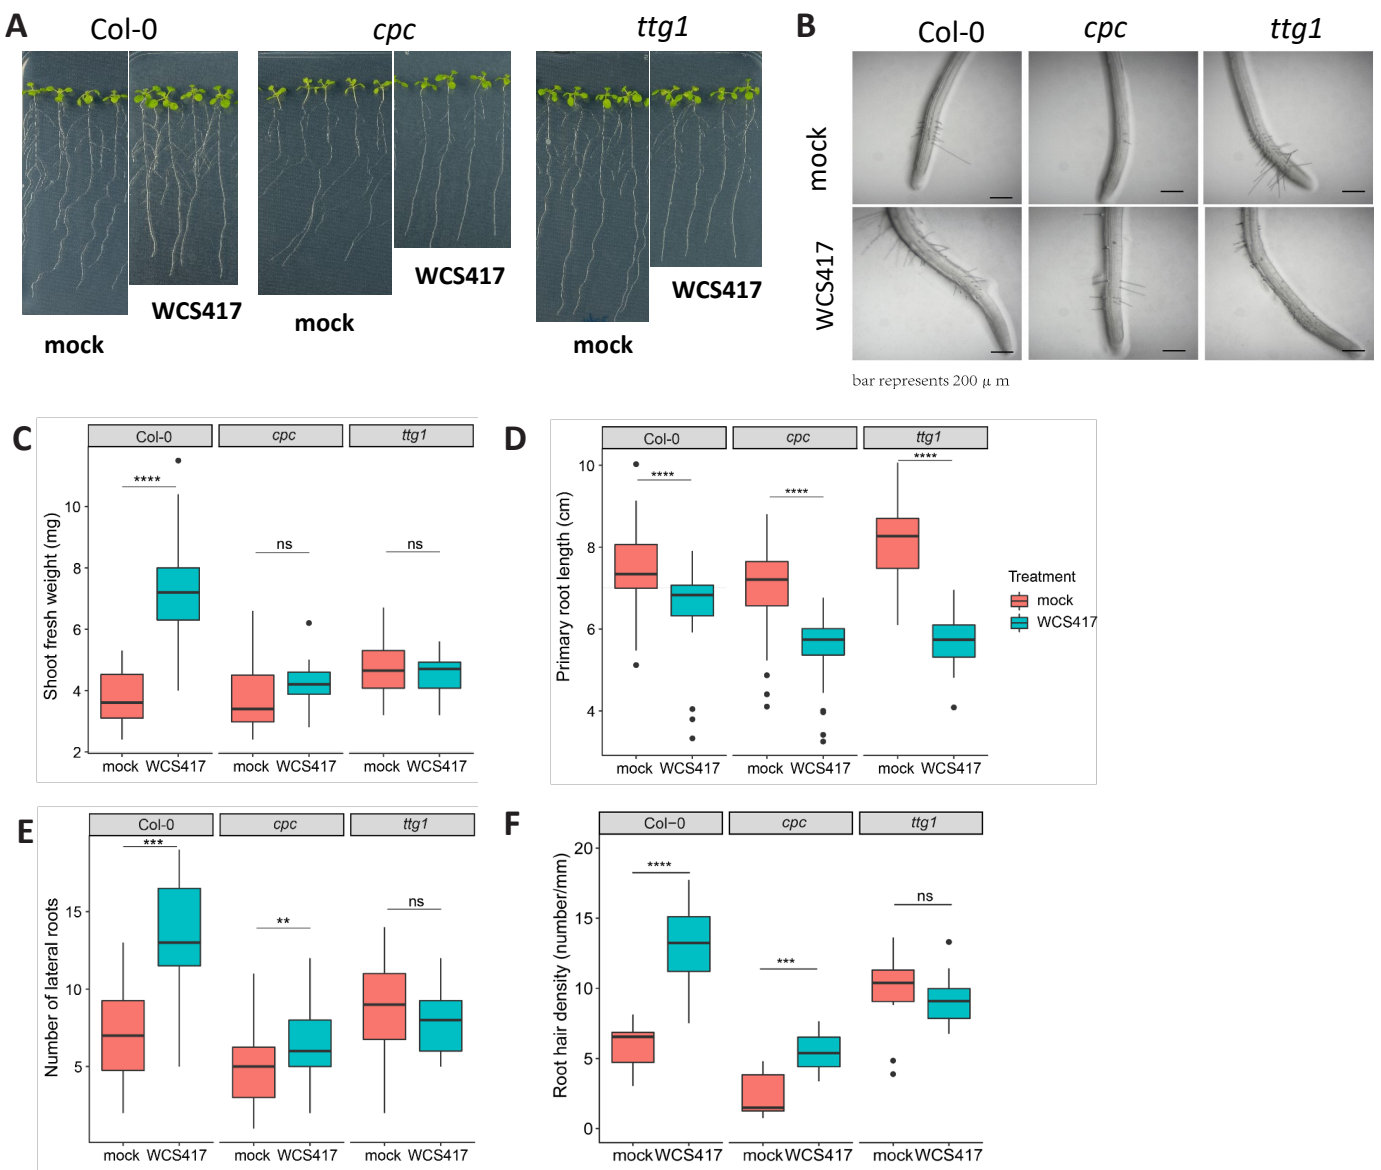 A
Col-0
cpc
ttg1
mock
WCS417
mock
WCS417
mock
WCS417
B
Col-0
cpc
ttg1
mock
WCS417
bar represents 200 μ m
C
Col-0
cpc
ttg1
****
ns
ns
Shoot fresh weight (mg)
10
8
6
4
2
mock WCS417 mock WCS417 mock WCS417
D
Col-0
cpc
ttg1
****
****
****
Primary root length (cm)
10
8
6
4
mock WCS417 mock WCS417 mock WCS417
Treatment
mock
WCS417
E
Col-0
cpc
ttg1
***
**
ns
Number of lateral roots
15
10
5
mock WCS417 mock WCS417 mock WCS417
F
Col−0
cpc
ttg1
****
***
ns
Root hair density (number/mm)
20
15
10
5
0
mock WCS417 mock WCS417 mock WCS417